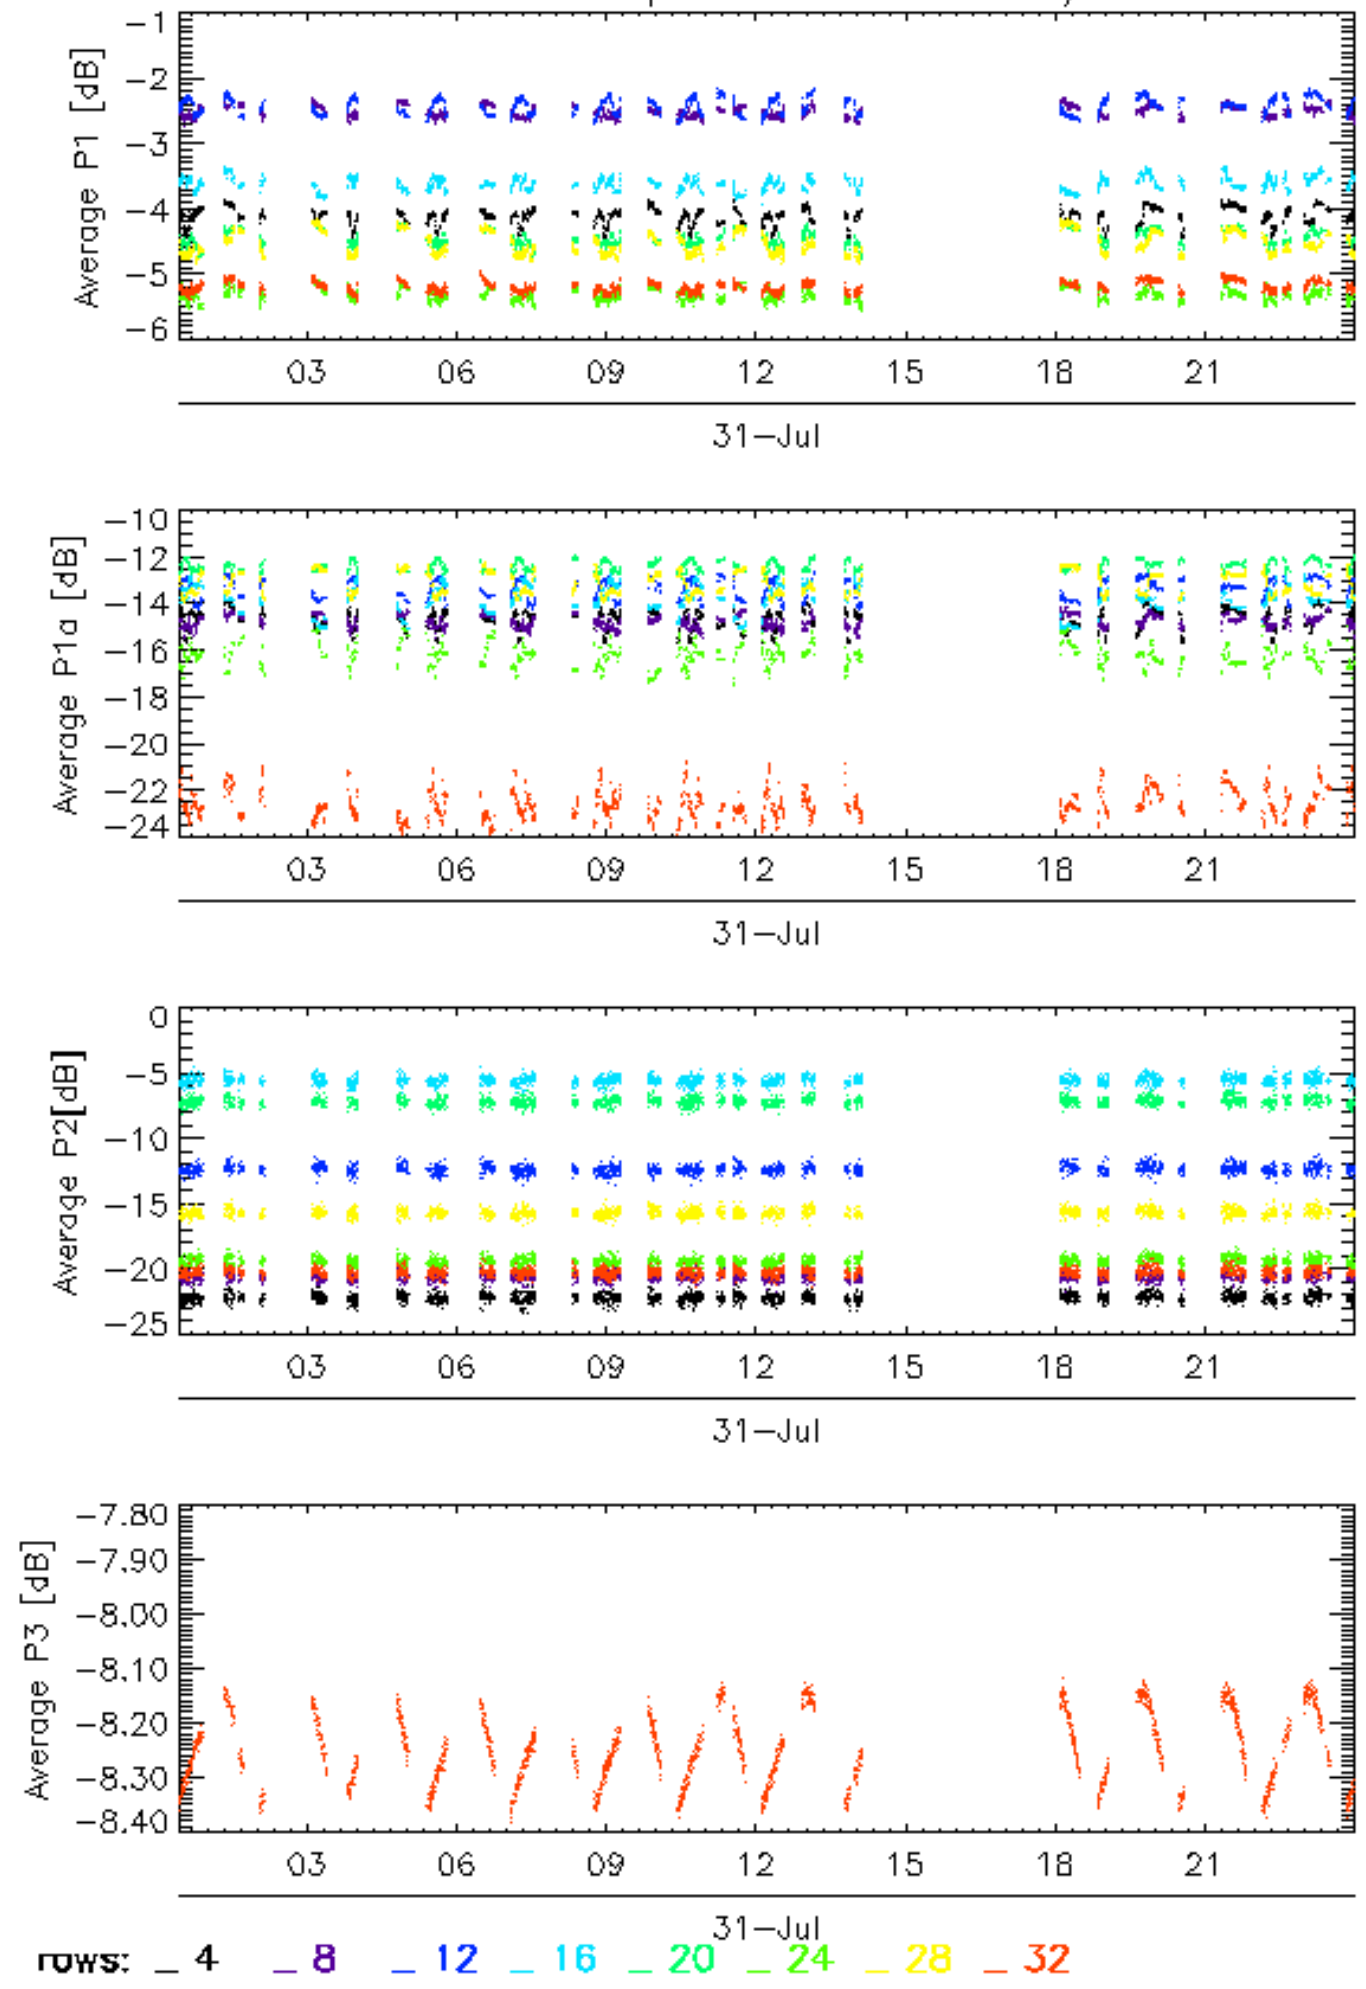 Average P1 [dB]
−1
−2
−3
−4
−5
−6
03 06 09 12 15 18 21
31−Jul
Average P1a [dB]
−10
−12
−14
−16
−18
−20
−22
−24
03 06 09 12 15 18 21
31−Jul
Average P2[dB]
0
−5
−10
−15
−20
−25
03 06 09 12 15 18 21
31−Jul
Average P3 [dB]
−7.80
−7.90
−8.00
−8.10
−8.20
−8.30
−8.40
03 06 09 12 15 18 21
31−Jul
rows: _ 4 _ 8 _ 12 _ 16 _ 20 _ 24 _ 28 _ 32